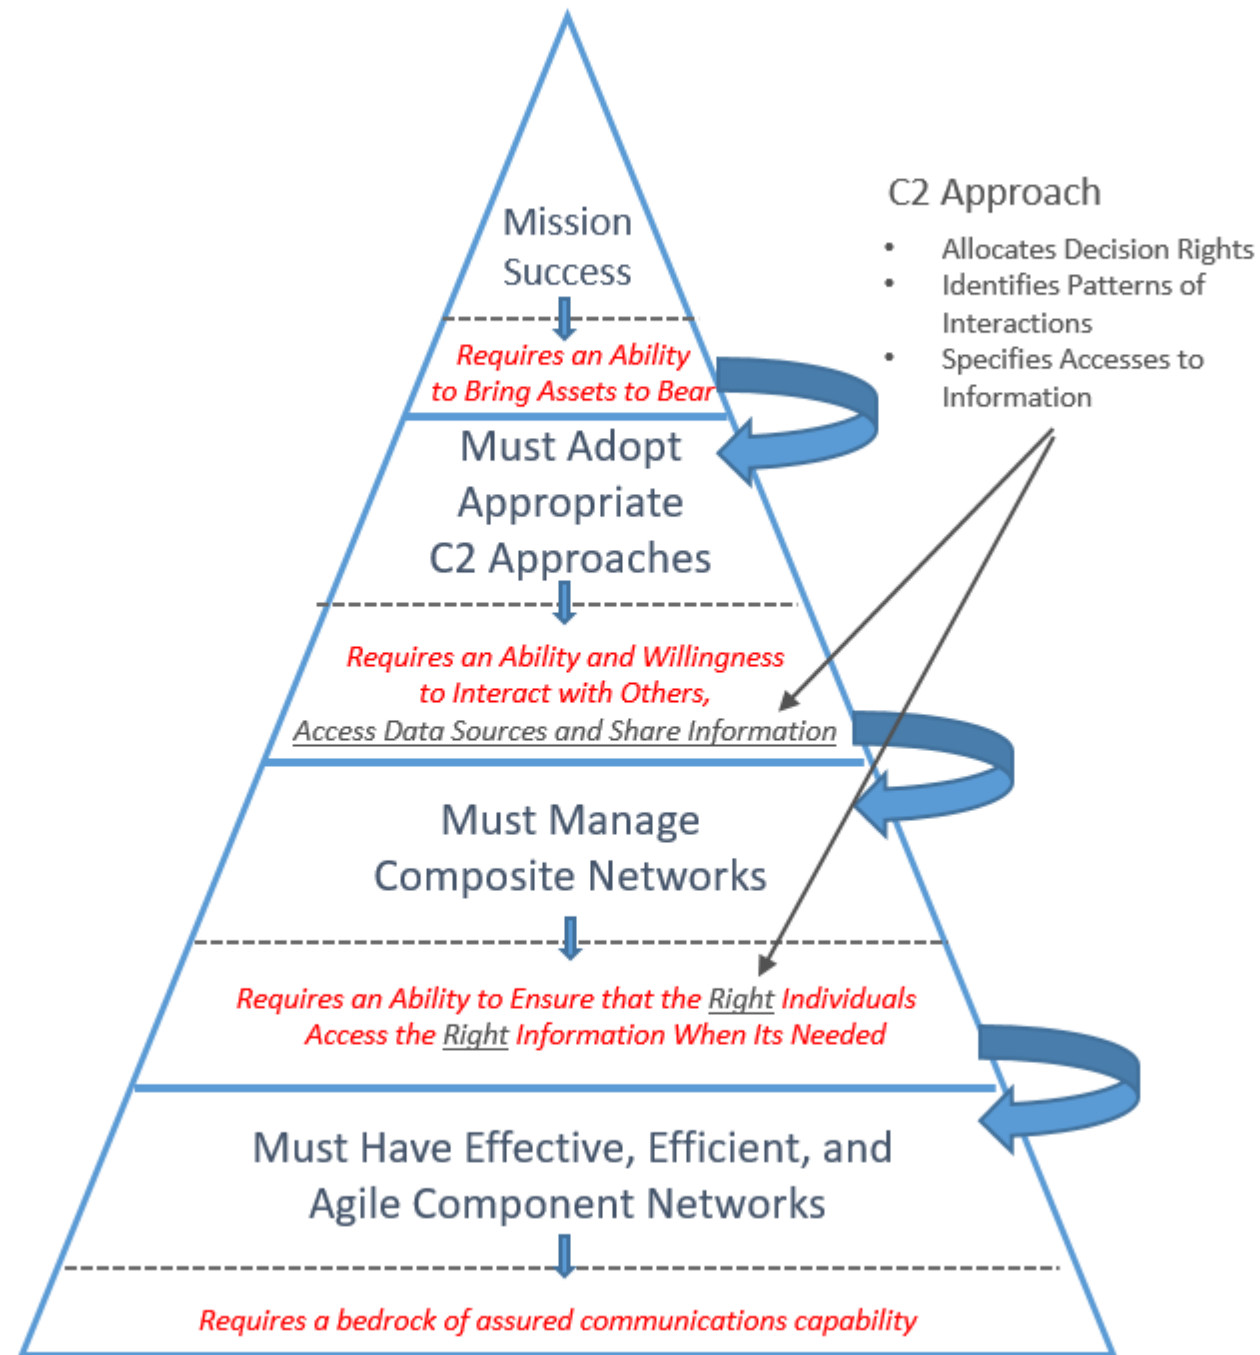 Mission
Success
Requires an Ability
to Bring Assets to Bear
Must Adopt
Appropriate
C2 Approaches
Requires an Ability and Willingness
to Interact with Others,
Access Data Sources and Share Information
Must Manage
Composite Networks
Requires an Ability to Ensure that the Right Individuals
Access the Right Information When Its Needed
Must Have Effective, Efficient, and
Agile Component Networks
Requires a bedrock of assured communications capability
C2 Approach
• Allocates Decision Rights
• Identifies Patterns of
Interactions
• Specifies Accesses to
Information